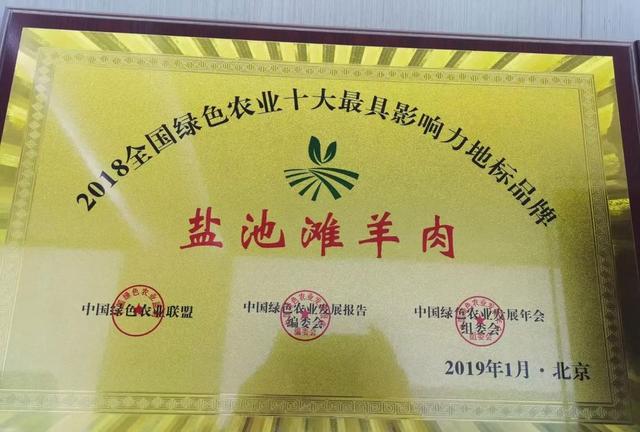 2018全国绿色农业十大最具影响力地标品牌
盐池滩羊肉
中国绿色农业联盟
中国绿色农业发展报告
编委会
中国绿色农业发展年会
组委会
2019年1月·北京